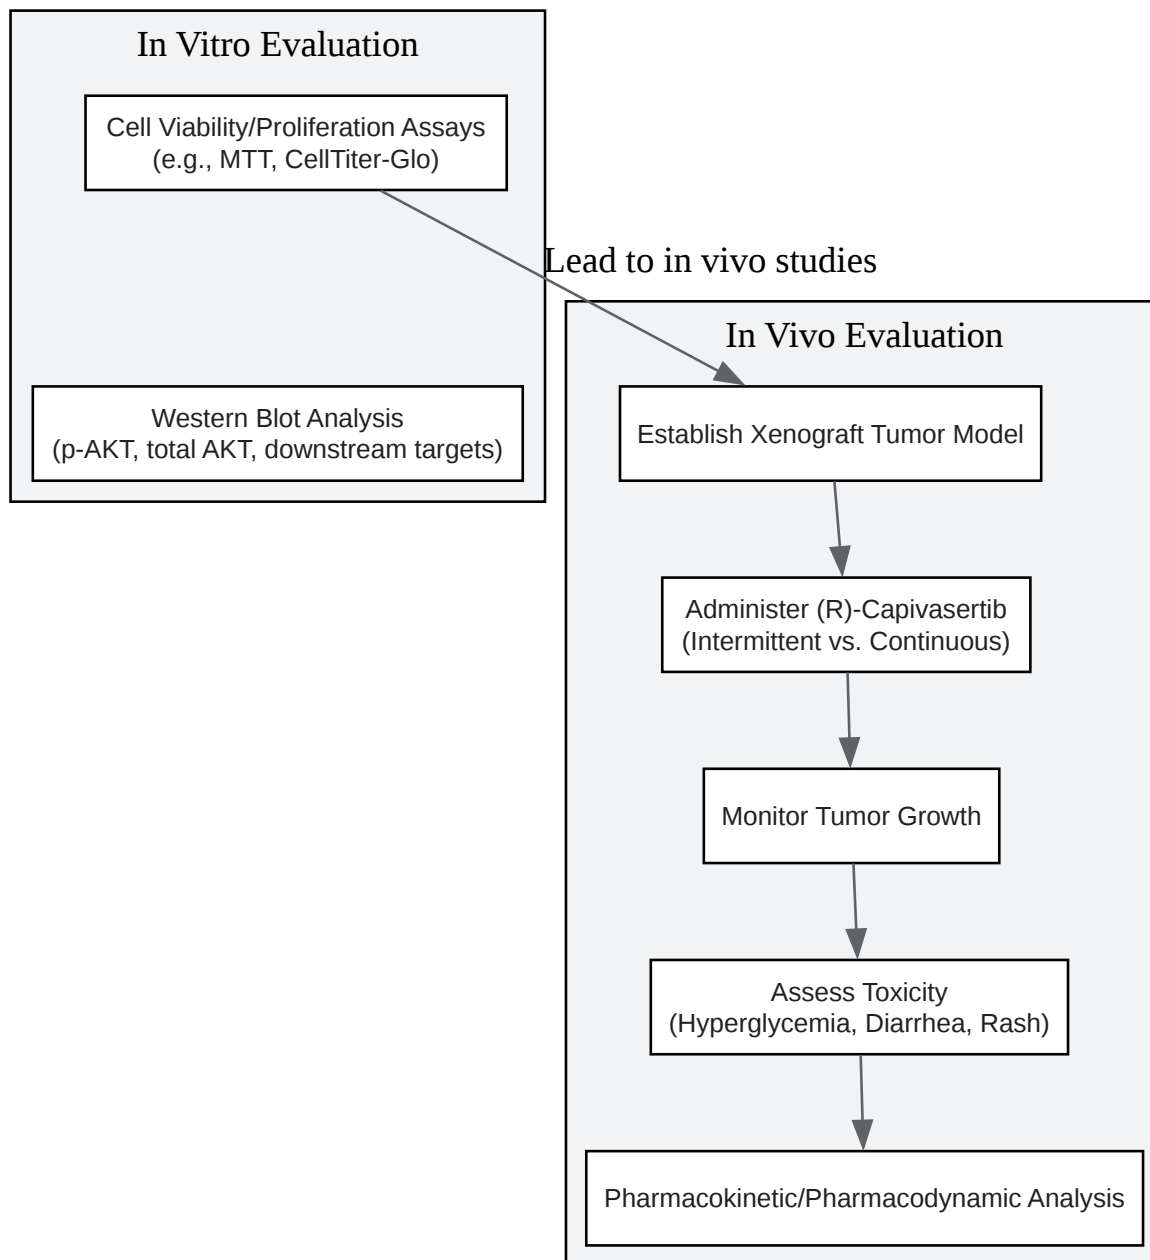 In Vitro Evaluation
Cell Viability/Proliferation Assays
(e.g., MTT, CellTiter-Glo)
Lead to in vivo studies
Western Blot Analysis
(p-AKT, total AKT, downstream targets)
In Vivo Evaluation
Establish Xenograft Tumor Model
Administer (R)-Capivasertib
(Intermittent vs. Continuous)
Monitor Tumor Growth
Assess Toxicity
(Hyperglycemia, Diarrhea, Rash)
Pharmacokinetic/Pharmacodynamic Analysis